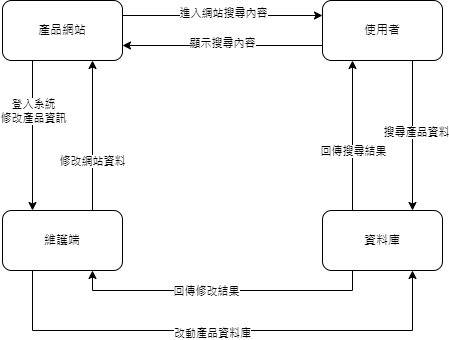 進入網站搜尋內容
產品網站
使用者
顯示搜尋內容
登入系統
修改產品資訊
搜尋產品資料
回傳搜尋結果
修改網站資料
維護端
資料庫
回傳修改結果
改動產品資料庫